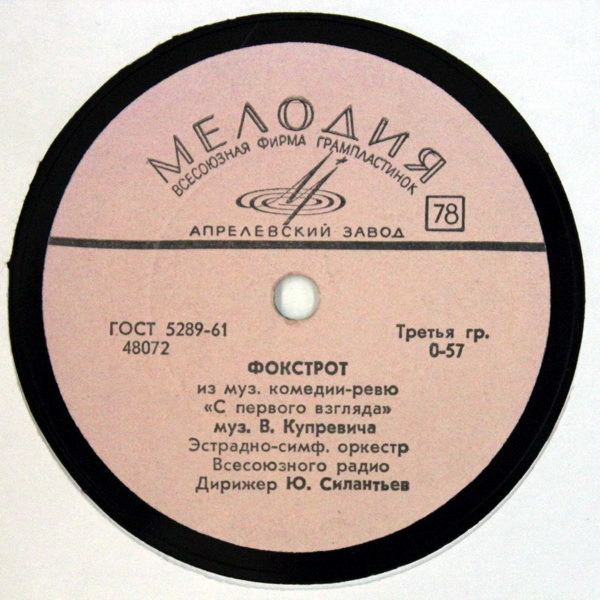 МЕЛОДИЯ
ВСЕСОЮЗНАЯ ФИРМА ГРАМПЛАСТИНОК
78
АПРЕЛЕВСКИЙ ЗАВОД
ГОСТ 5289-61
48072
Третья гр.
0-57
ФОКСТРОТ
из муз. комедии-ревю
«С первого взгляда»
муз. В. Купревича
Эстрадно-симф. оркестр
Всесоюзного радио
Дирижер Ю. Силантьев